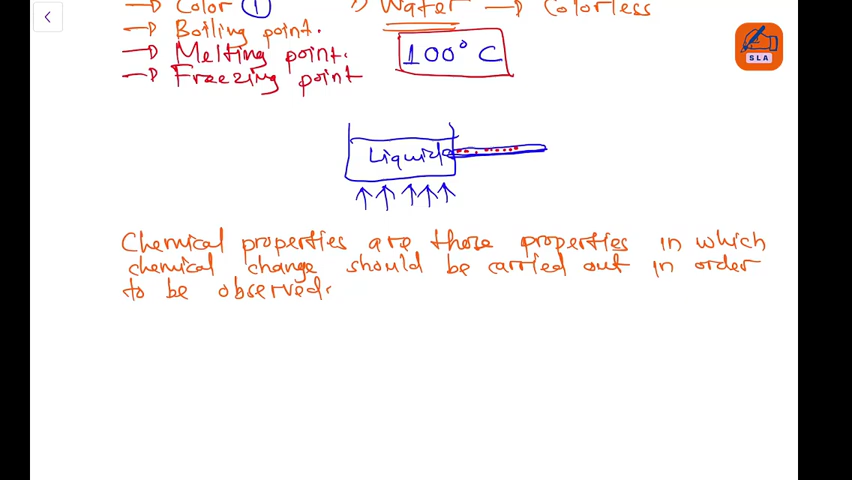 → Color ① 1) Water → Colorless
→ Boiling point.
→ Melting point. 100° C
→ Freezing point
SLA
Liquid
Chemical properties are those properties in which
chemical change should be carried out in order
to be observed.